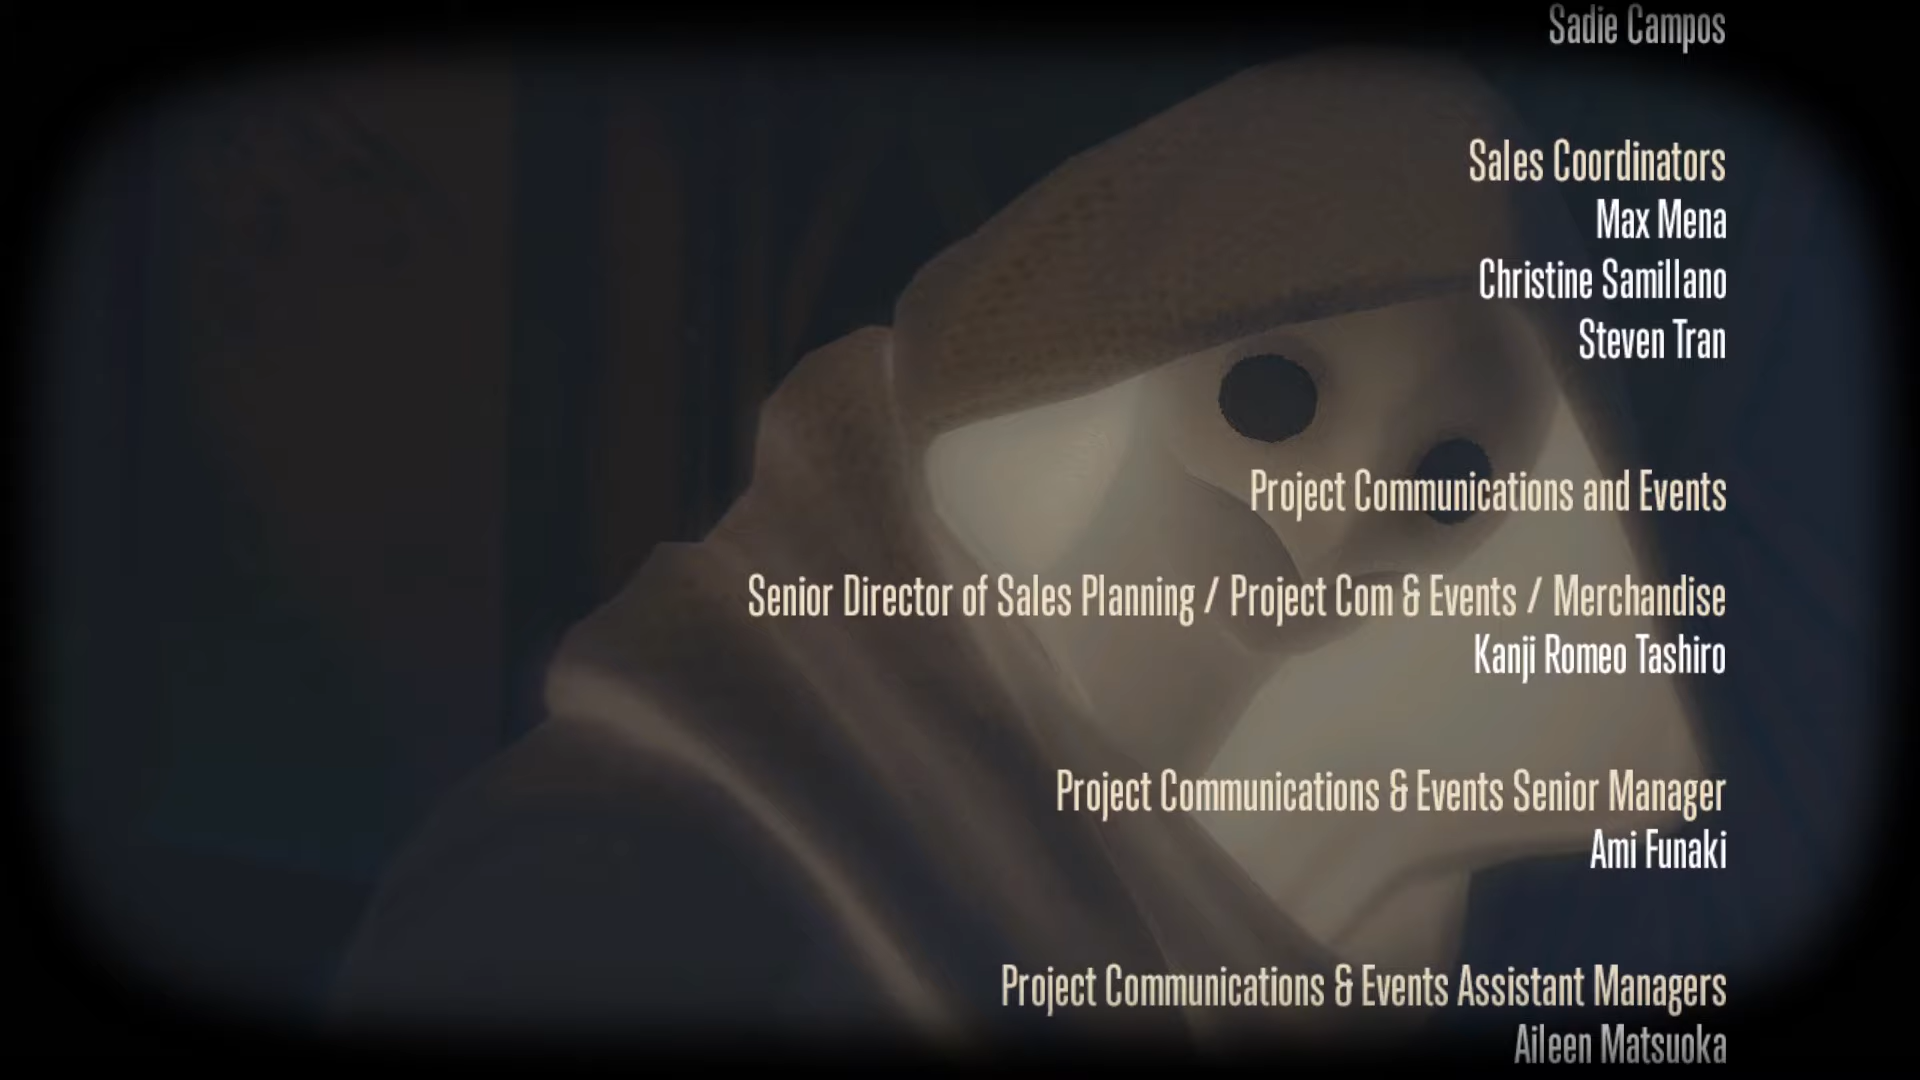 Sadie Campos
Sales Coordinators
Max Mena
Christine Samillano
Steven Tran
Project Communications and Events
Senior Director of Sales Planning / Project Com & Events / Merchandise
Kanji Romeo Tashiro
Project Communications & Events Senior Manager
Ami Funaki
Project Communications & Events Assistant Managers
Aileen Matsuoka